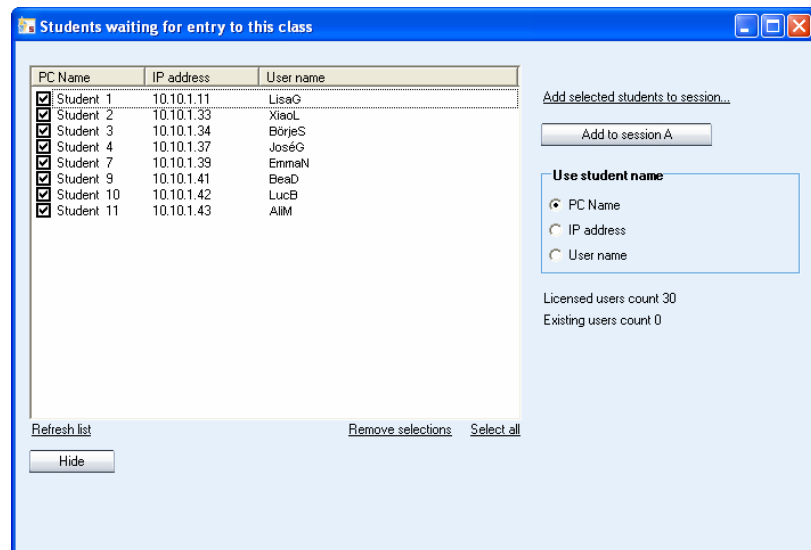 Students waiting for entry to this class
PC Name IP address User name
Student 1 10.10.1.11 LisaG
Student 2 10.10.1.33 XiaoL
Student 3 10.10.1.34 BörjeS
Student 4 10.10.1.37 JoséG
Student 7 10.10.1.39 EmmaN
Student 9 10.10.1.41 BeaD
Student 10 10.10.1.42 LucB
Student 11 10.10.1.43 AliM
Refresh list Remove selections Select all
Hide
Add selected students to session...
Add to session A
Use student name
PC Name
IP address
User name
Licensed users count 30
Existing users count 0